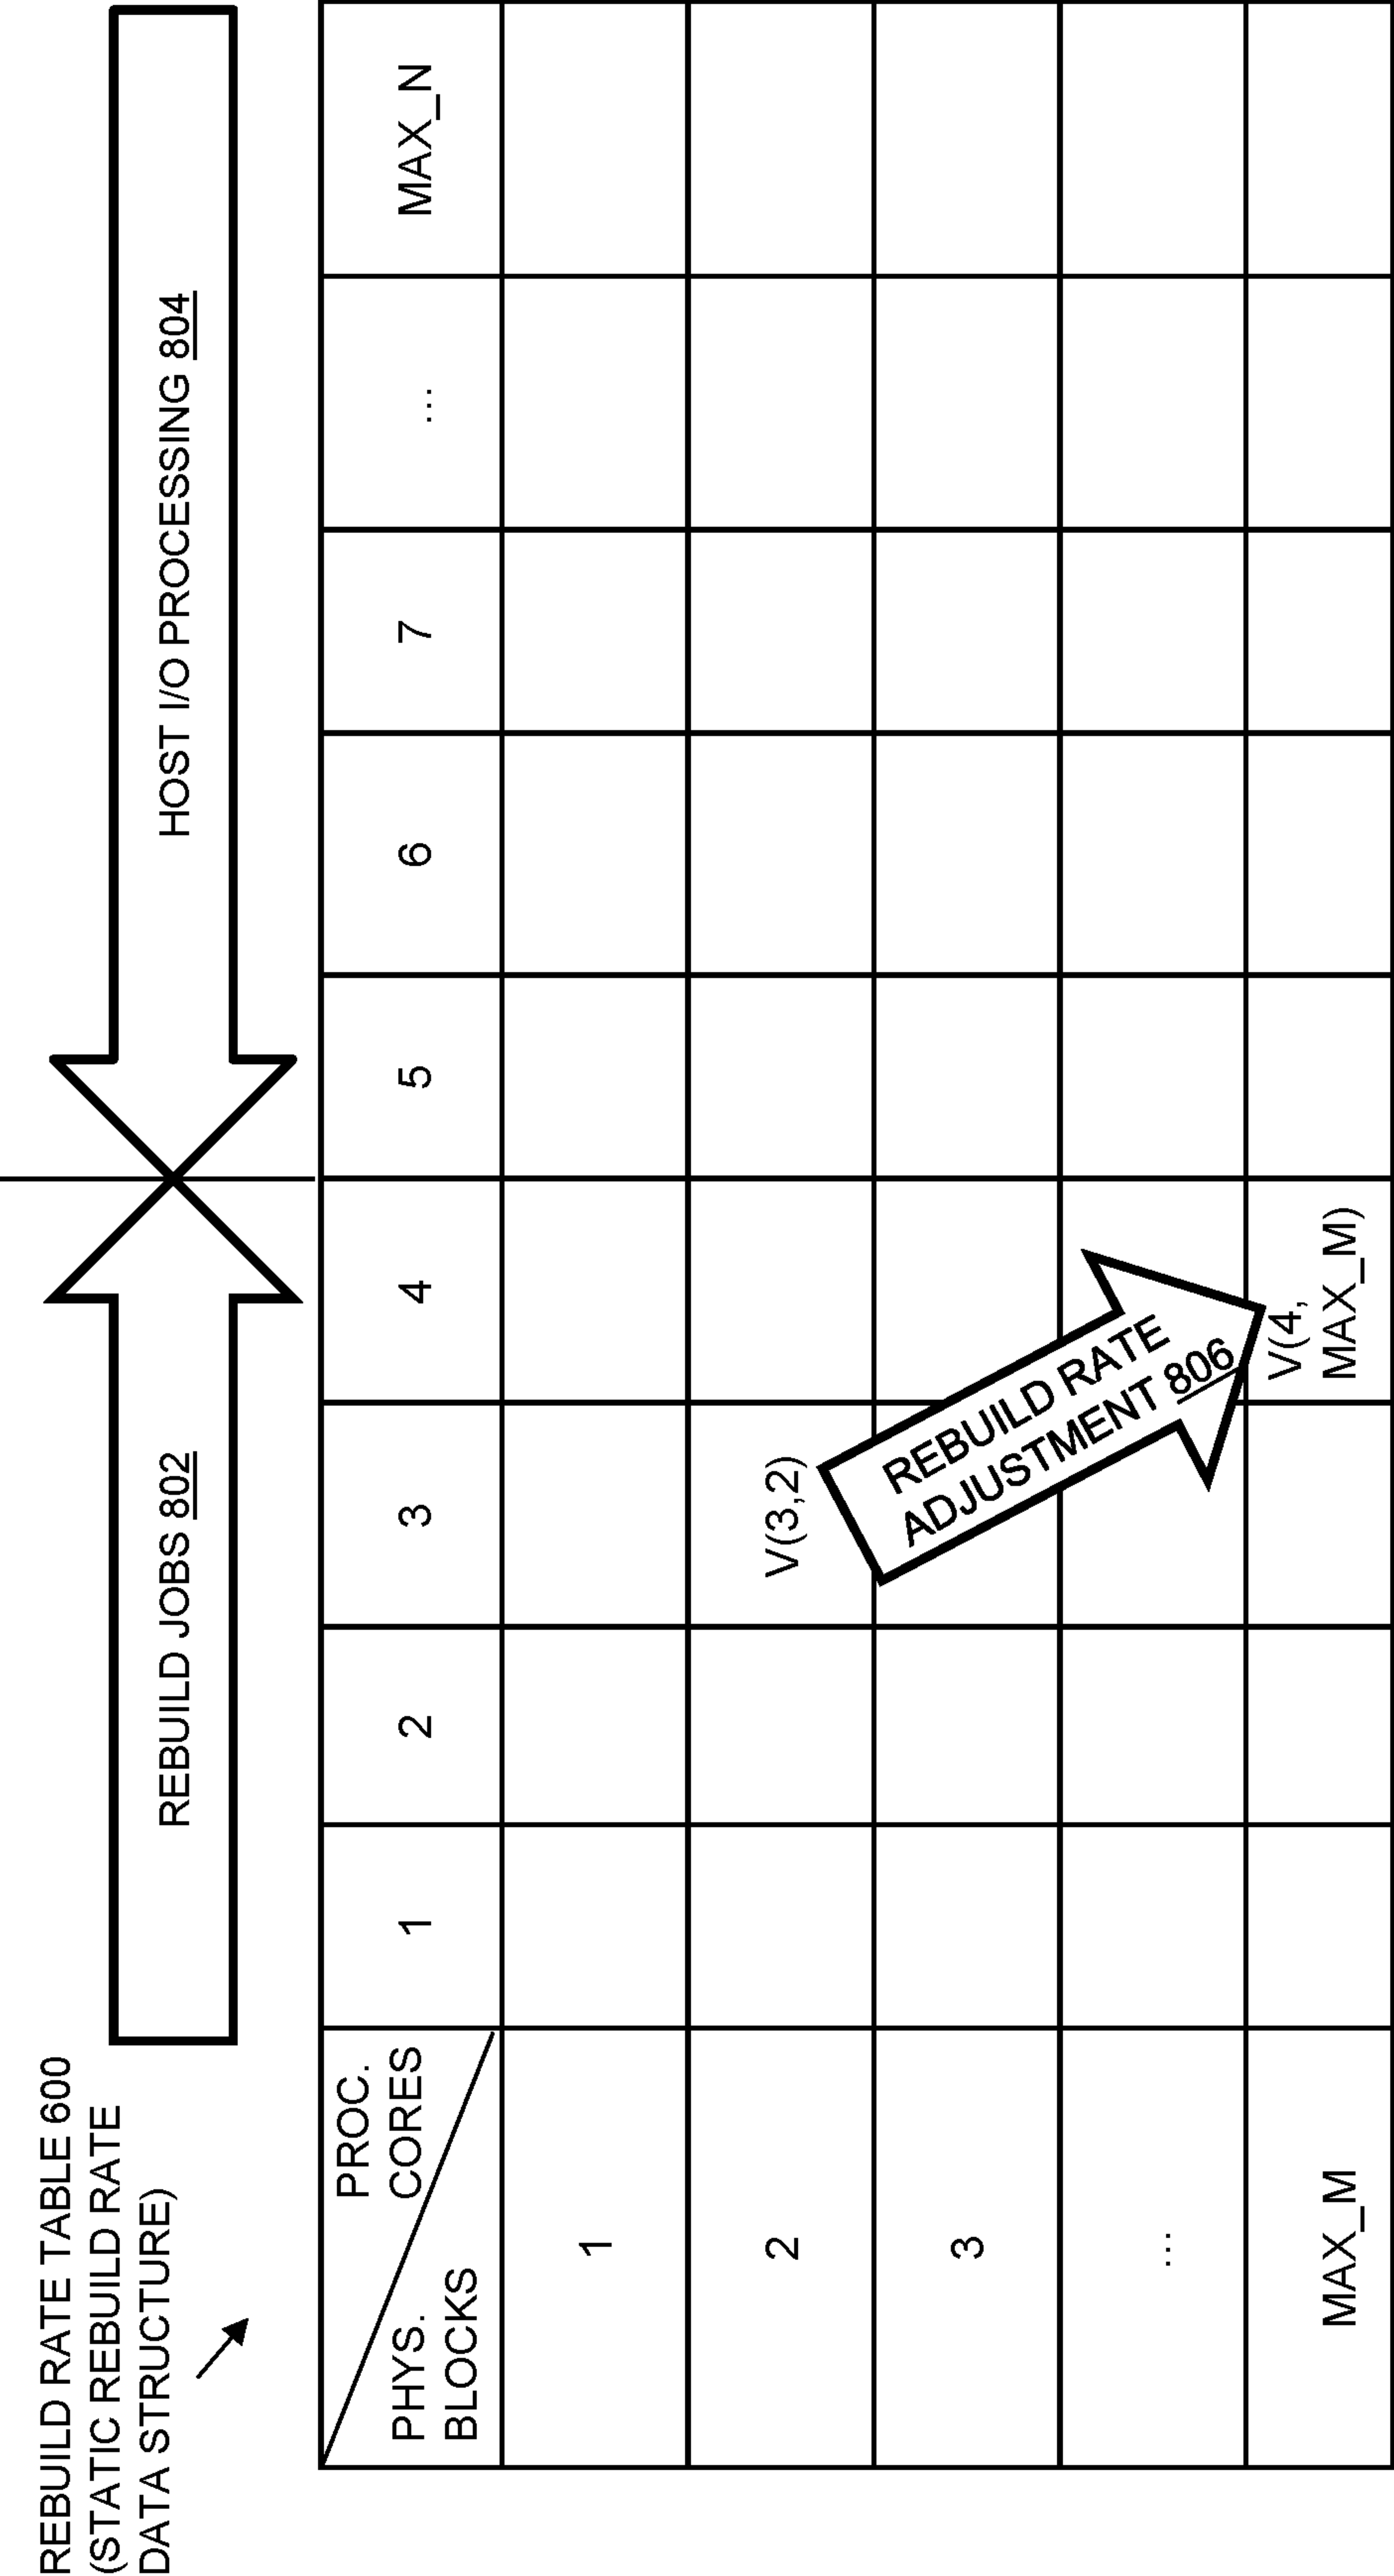 REBUILD RATE TABLE 600
(STATIC REBUILD RATE
DATA STRUCTURE)
REBUILD JOBS 802
HOST I/O PROCESSING 804
PROC.
CORES
PHYS.
BLOCKS
1
2
3
4
5
6
7
...
MAX_N
1
2
V(3,2)
3
REBUILD RATE
ADJUSTMENT 806
...
MAX_M
V(4,
MAX_M)